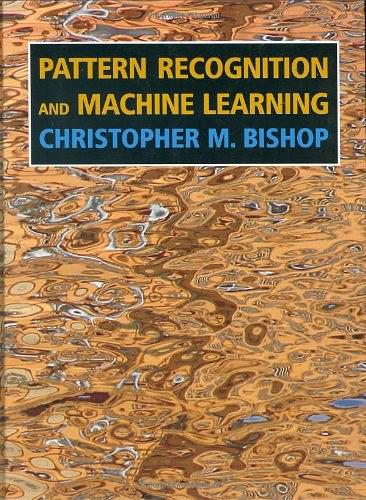 PATTERN RECOGNITION
AND MACHINE LEARNING
CHRISTOPHER M. BISHOP